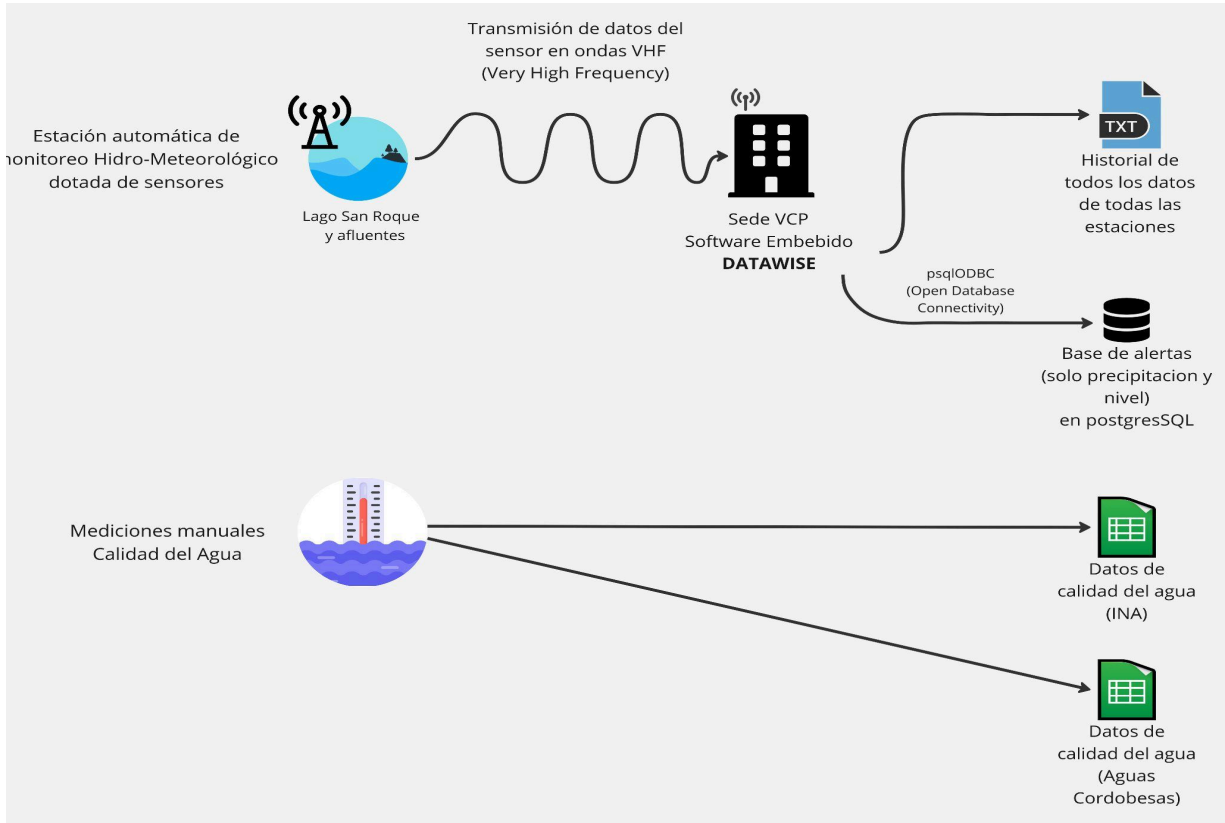 Transmisión de datos del
sensor en ondas VHF
(Very High Frequency)
Estación automática de
monitoreo Hidro-Meteorológico
dotada de sensores
Lago San Roque
y afluentes
Sede VCP
Software Embebido
DATAWISE
TXT
Historial de
todos los datos
de todas las
estaciones
psqlODBC
(Open Database
Connectivity)
Base de alertas
(solo precipitacion y
nivel)
en postgresSQL
Mediciones manuales
Calidad del Agua
Datos de
calidad del agua
(INA)
Datos de
calidad del agua
(Aguas
Cordobesas)